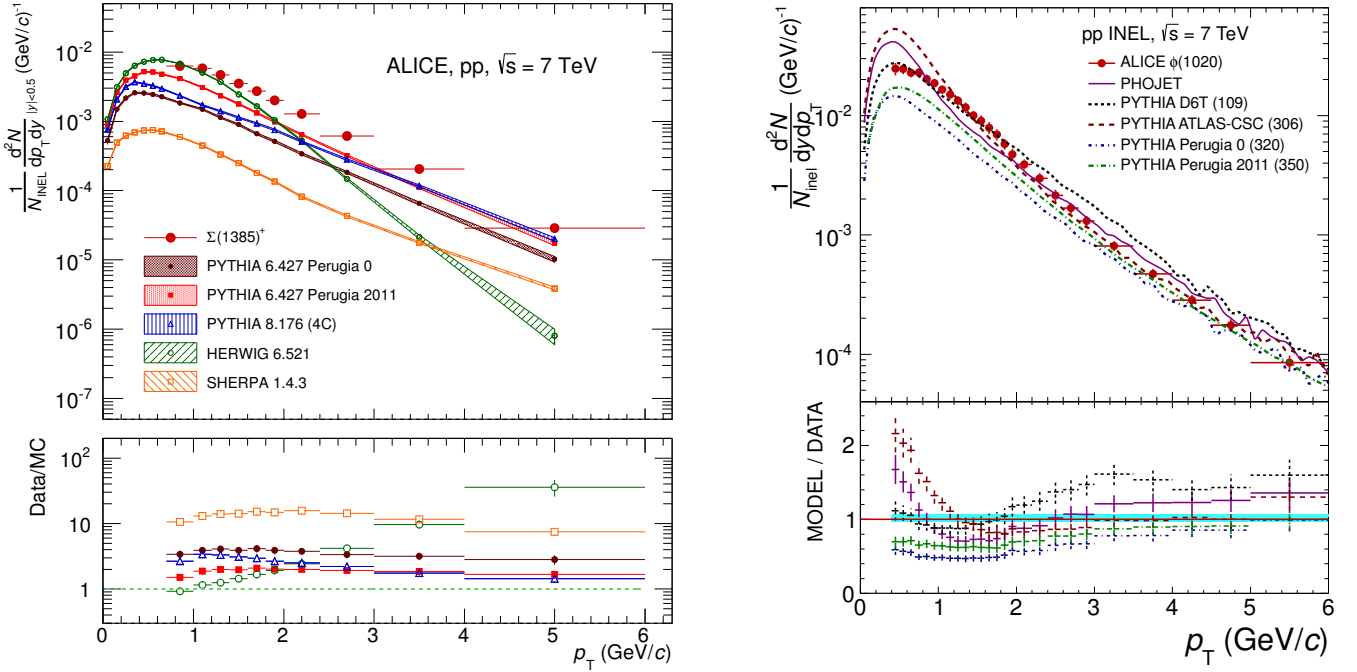 1/N_INEL d²N/dp_T dy |y|<0.5 (GeV/c)⁻¹
10⁻²
10⁻³
10⁻⁴
10⁻⁵
10⁻⁶
10⁻⁷
ALICE, pp, √s = 7 TeV
Σ(1385)⁺
PYTHIA 6.427 Perugia 0
PYTHIA 6.427 Perugia 2011
PYTHIA 8.176 (4C)
HERWIG 6.521
SHERPA 1.4.3
Data/MC
10²
10
1
0 1 2 3 4 5 6
p_T (GeV/c)
1/N_inel d²N/dydp_T (GeV/c)⁻¹
10⁻²
10⁻³
10⁻⁴
pp INEL, √s = 7 TeV
ALICE ϕ(1020)
PHOJET
PYTHIA D6T (109)
PYTHIA ATLAS-CSC (306)
PYTHIA Perugia 0 (320)
PYTHIA Perugia 2011 (350)
MODEL / DATA
2
1
0
0 1 2 3 4 5 6
p_T (GeV/c)